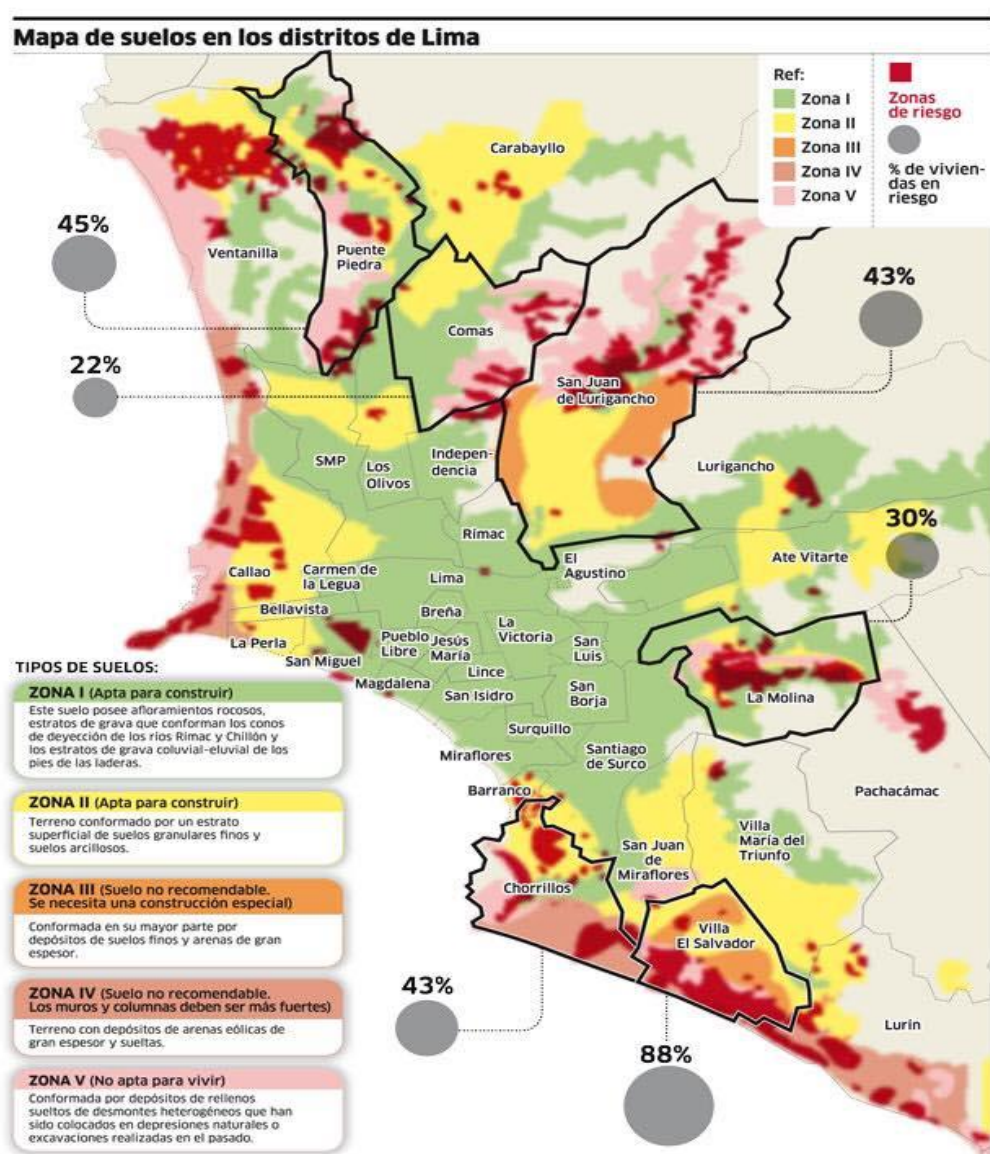 Mapa de suelos en los distritos de Lima
Ref:
Zona I
Zona II
Zona III
Zona IV
Zona V
Zonas
de riesgo
% de vivien-
das en
riesgo
Carabayllo
45%
Ventanilla
Puente
Piedra
43%
Comas
22%
San Juan
de Lurigancho
SMP
Los
Olivos
Indepen-
dencia
Lurigancho
30%
Rímac
El
Agustino
Ate Vitarte
Callao
Carmen de
la Legua
Lima
Bellavista
Breña
La
Victoria
La Perla
Pueblo
Libre
Jesús
María
San
Luis
San Miguel
Lince
Magdalena
San Isidro
San
Borja
La Molina
Surquillo
Miraflores
Santiago
de Surco
Barranco
Pachacámac
San Juan
de
Miraflores
Villa
María del
Triunfo
Chorrillos
Villa
El Salvador
43%
Lurín
88%
TIPOS DE SUELOS:
ZONA I (Apta para construir)
Este suelo posee afloramientos rocosos,
estratos de grava que conforman los conos
de deyección de los ríos Rímac y Chillón y
los estratos de grava coluvial-eluvial de los
pies de las laderas.
ZONA II (Apta para construir)
Terreno conformado por un estrato
superficial de suelos granulares finos y
suelos arcillosos.
ZONA III (Suelo no recomendable.
Se necesita una construcción especial)
Conformada en su mayor parte por
depósitos de suelos finos y arenas de gran
espesor.
ZONA IV (Suelo no recomendable.
Los muros y columnas deben ser más fuertes)
Terreno con depósitos de arenas eólicas de
gran espesor y sueltas.
ZONA V (No apta para vivir)
Conformada por depósitos de rellenos
sueltos de desmontes heterogéneos que han
sido colocados en depresiones naturales o
excavaciones realizadas en el pasado.